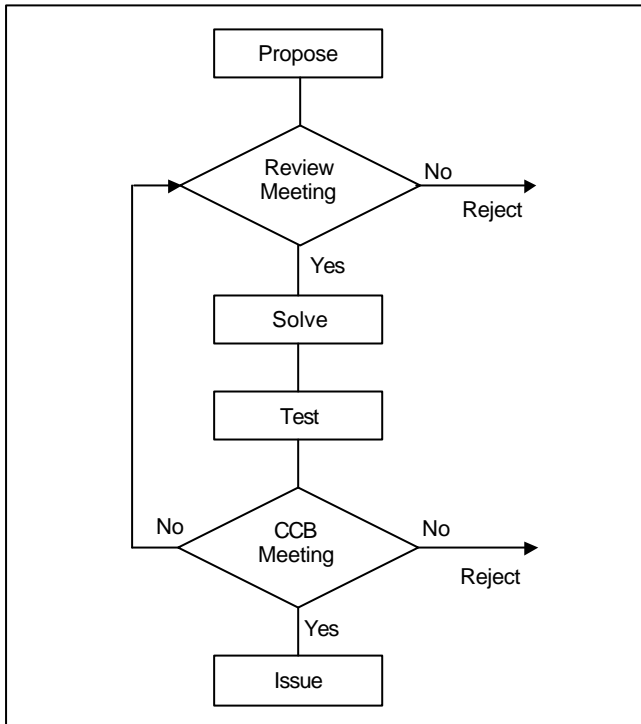 Propose
Review
Meeting
No
Reject
Yes
Solve
Test
No
CCB
Meeting
No
Reject
Yes
Issue